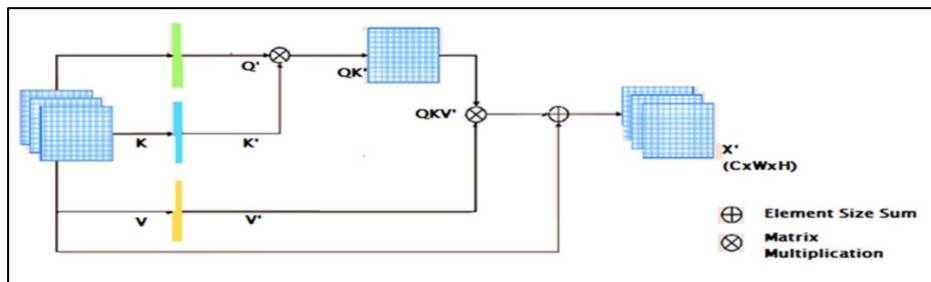 Q'
QK'
QKV'
K
K'
X'
(CxWxH)
V
V'
Element Size Sum
Matrix
Multiplication